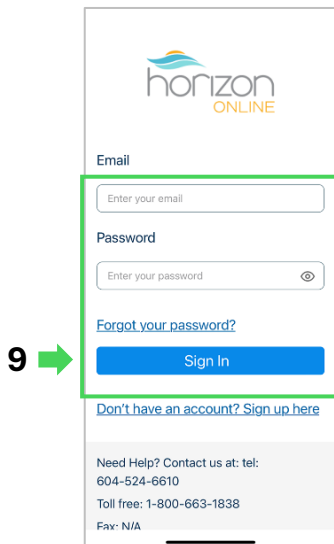 horizon
ONLINE
Email
Enter your email
Password
Enter your password
Forgot your password?
9
Sign In
Don't have an account? Sign up here
Need Help? Contact us at: tel:
604-524-6610
Toll free: 1-800-663-1838
Fax: N/A